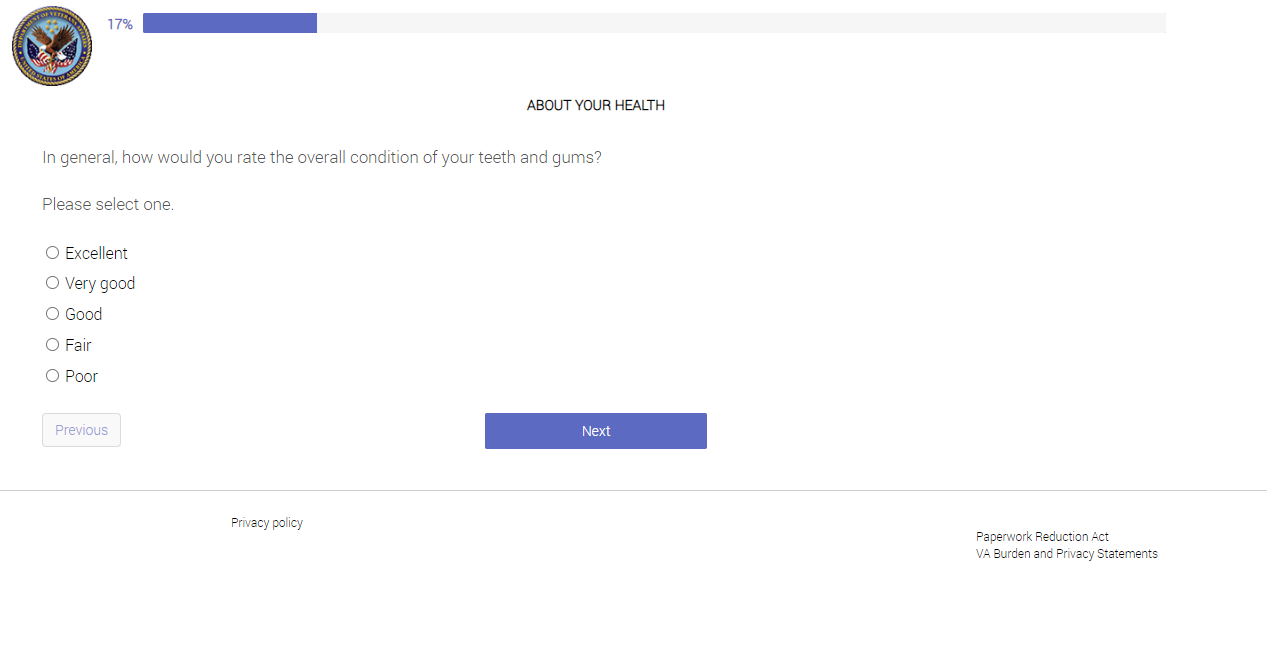 17%
ABOUT YOUR HEALTH
In general, how would you rate the overall condition of your teeth and gums?
Please select one.
Excellent
Very good
Good
Fair
Poor
Previous
Next
Privacy policy
Paperwork Reduction Act
VA Burden and Privacy Statements